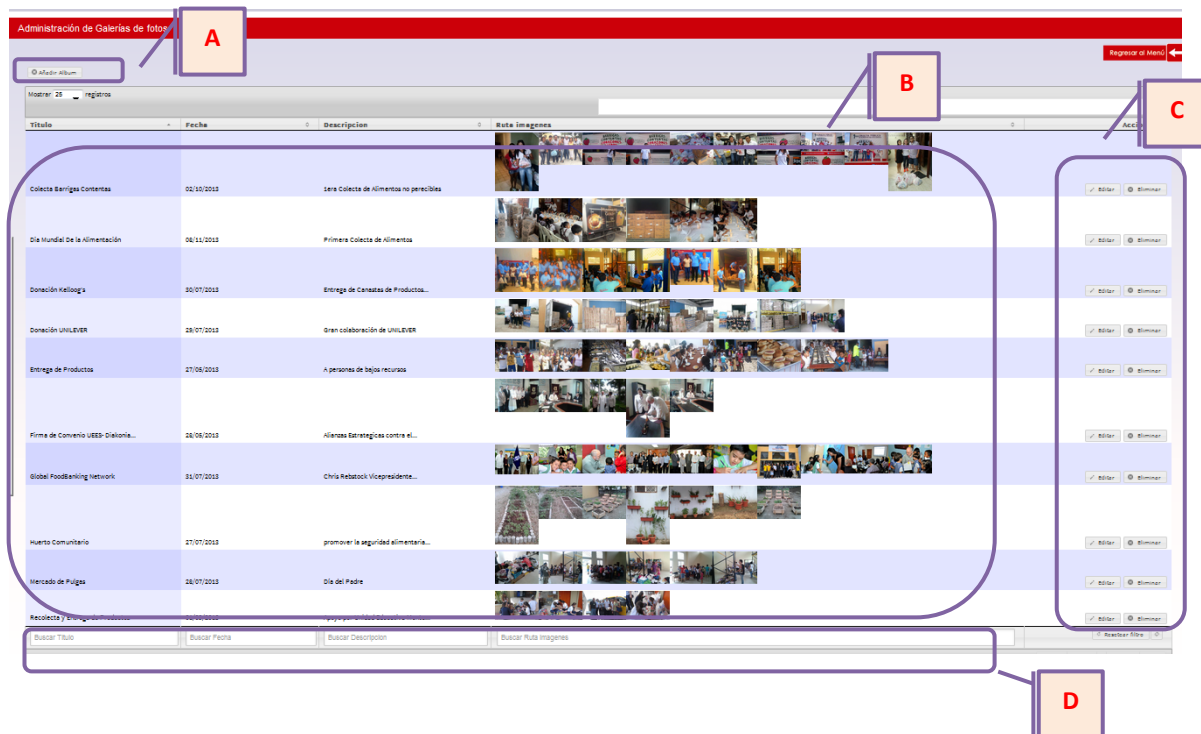 Administración de Galerías de fotos
A
Regresar al Menú
B
Añadir Album
C
Mostrar 25 registros
Titulo Fecha Descripcion Ruta imagenes
Colecta Barrigas Contentas 02/10/2013 1era Colecta de Alimentos no perecibles Editar Eliminar
Día Mundial De la Alimentación 08/11/2013 Primera Colecta de Alimentos Editar Eliminar
Donación Kellogg's 30/07/2013 Entrega de Canastas de Productos... Editar Eliminar
Donación UNILEVER 29/07/2013 Gran colaboración de UNILEVER Editar Eliminar
Entrega de Productos 27/05/2013 A personas de bajos recursos Editar Eliminar
Firma de Convenio UEES- Diakonia... 28/05/2013 Alianzas Estrategicas contra el... Editar Eliminar
Global FoodBanking Network 31/07/2013 Chris Rebstock Vicepresidente... Editar Eliminar
Huerto Comunitario 27/07/2013 promover la seguridad alimentaria... Editar Eliminar
Mercado de Pulgas 28/07/2013 Día del Padre Editar Eliminar
Recolecta y Entrega de Productos Editar Eliminar
Buscar Titulo Buscar Fecha Buscar Descripcion Buscar Ruta Imagenes filtro
D